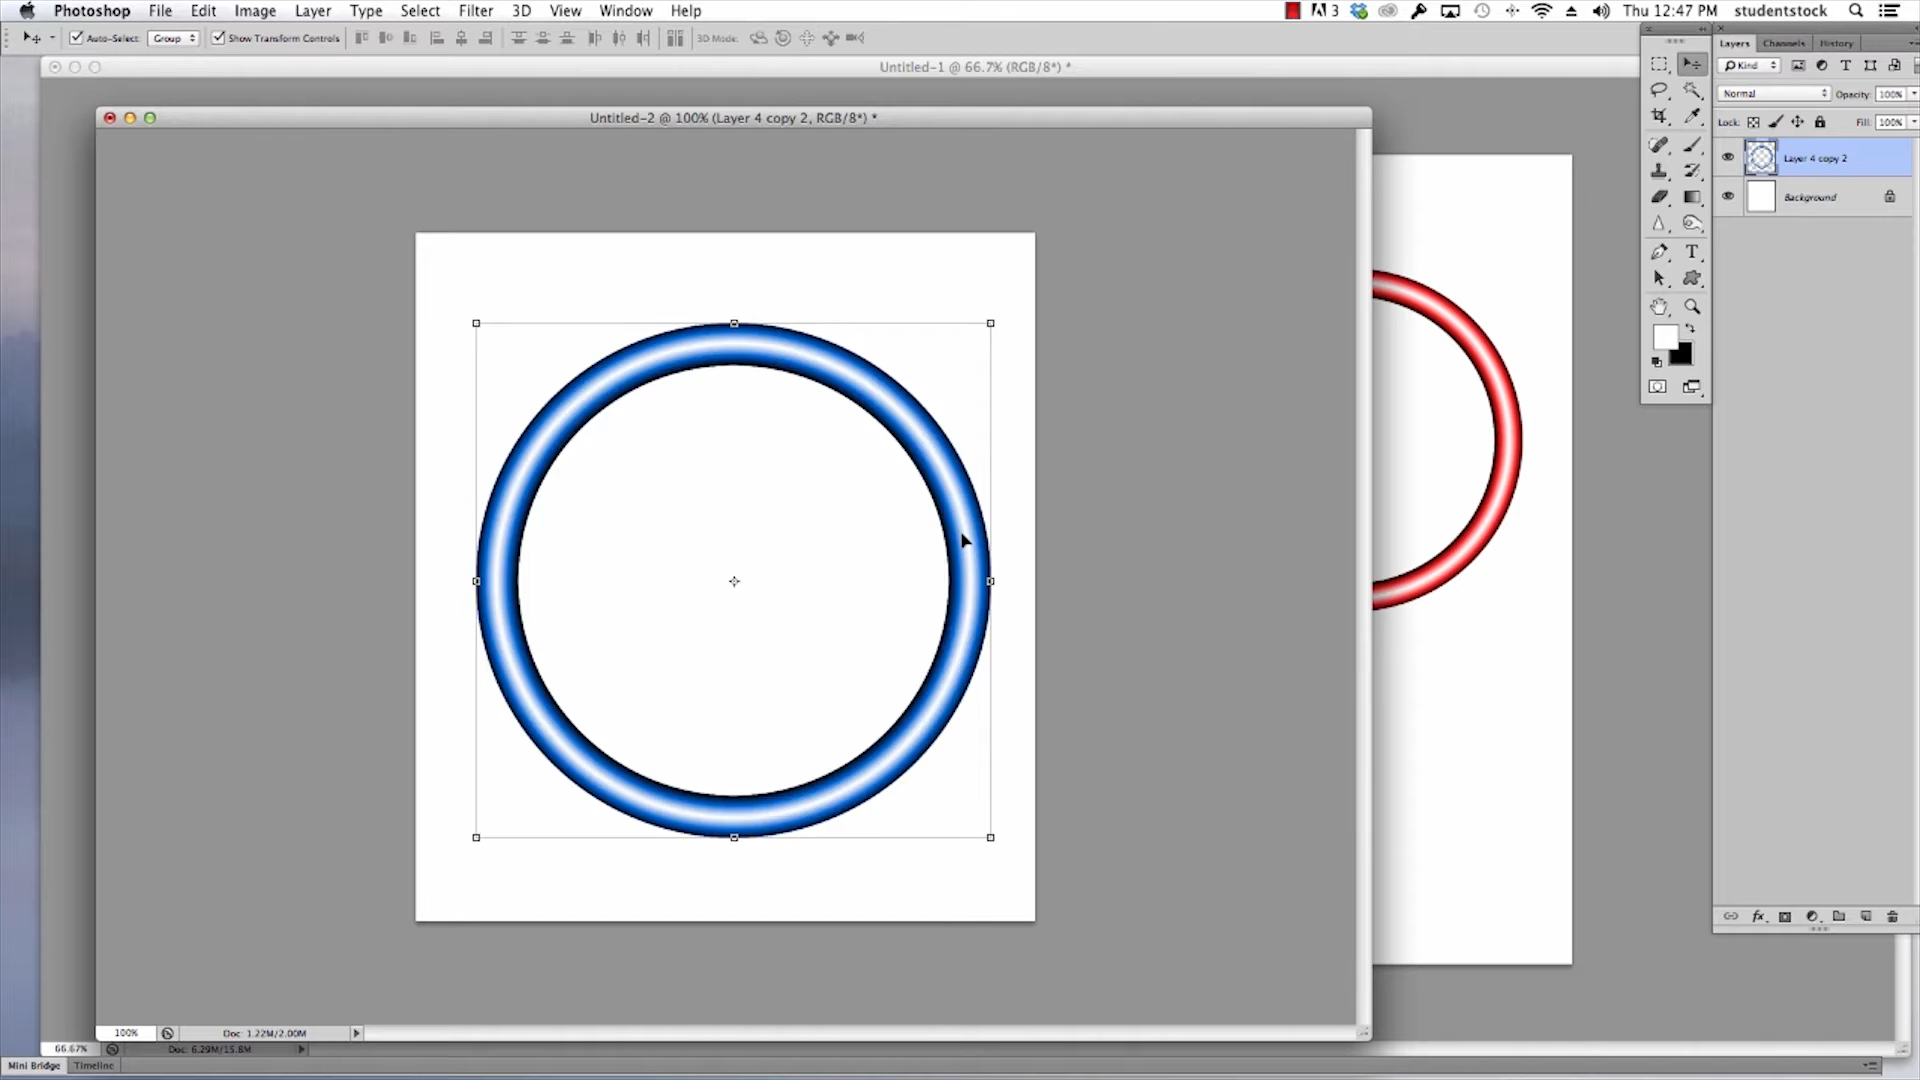 Photoshop File Edit Image Layer Type Select Filter 3D View Window Help 3 Thu 12:47 PM studentstock
Auto-Select: Group Show Transform Controls 3D Mode:
Untitled-1 @ 66.7% (RGB/8*) *
Untitled-2 @ 100% (Layer 4 copy 2, RGB/8*) *
Layers Channels History
Kind
Normal Opacity: 100%
Lock: Fill: 100%
Layer 4 copy 2
Background
T
100% Doc: 1.22M/2.00M
66.67% Doc: 6.29M/15.8M
Mini Bridge Timeline